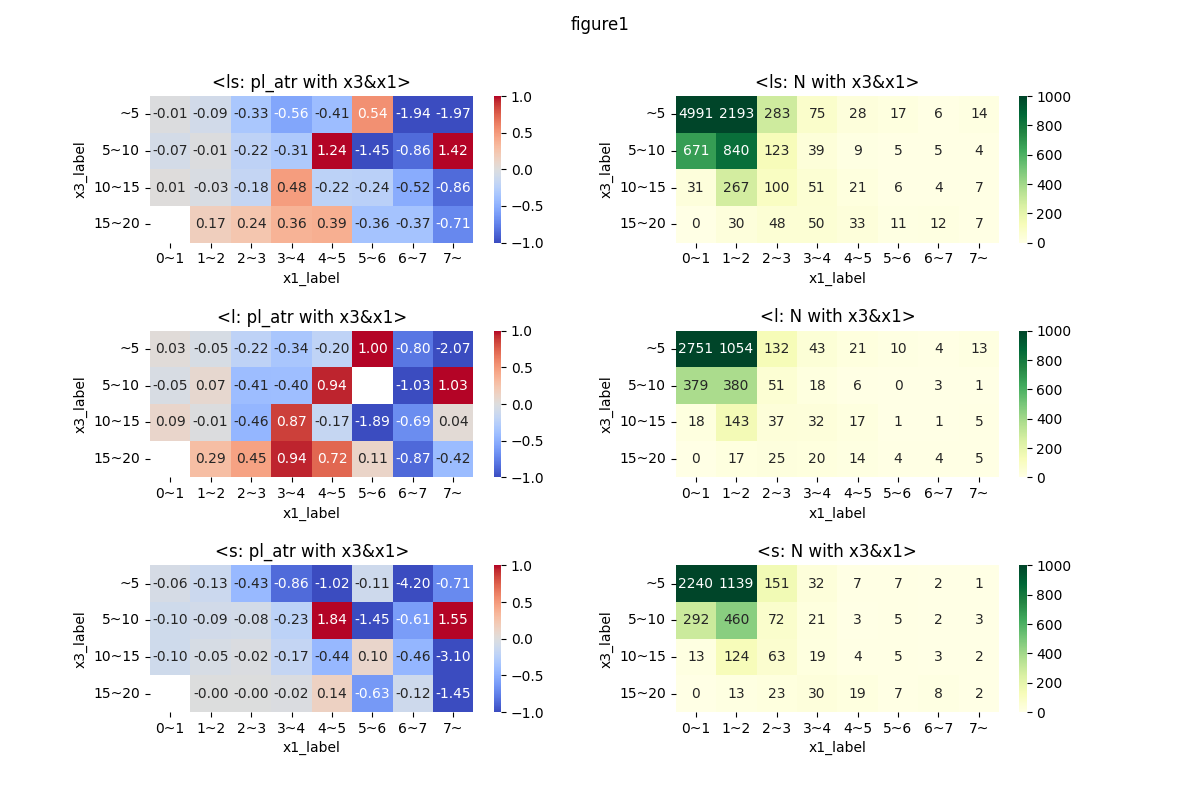 figure1
<ls: pl_atr with x3&x1>
x3_label
~5 -0.01 -0.09 -0.33 -0.56 -0.41 0.54 -1.94 -1.97
5~10 -0.07 -0.01 -0.22 -0.31 1.24 -1.45 -0.86 1.42
10~15 0.01 -0.03 -0.18 0.48 -0.22 -0.24 -0.52 -0.86
15~20 0.17 0.24 0.36 0.39 -0.36 -0.37 -0.71
0~1 1~2 2~3 3~4 4~5 5~6 6~7 7~
x1_label
1.0
0.5
0.0
−0.5
−1.0
<ls: N with x3&x1>
x3_label
~5 4991 2193 283 75 28 17 6 14
5~10 671 840 123 39 9 5 5 4
10~15 31 267 100 51 21 6 4 7
15~20 0 30 48 50 33 11 12 7
0~1 1~2 2~3 3~4 4~5 5~6 6~7 7~
x1_label
1000
800
600
400
200
0
<l: pl_atr with x3&x1>
x3_label
~5 0.03 -0.05 -0.22 -0.34 -0.20 1.00 -0.80 -2.07
5~10 -0.05 0.07 -0.41 -0.40 0.94 -1.03 1.03
10~15 0.09 -0.01 -0.46 0.87 -0.17 -1.89 -0.69 0.04
15~20 0.29 0.45 0.94 0.72 0.11 -0.87 -0.42
0~1 1~2 2~3 3~4 4~5 5~6 6~7 7~
x1_label
1.0
0.5
0.0
−0.5
−1.0
<l: N with x3&x1>
x3_label
~5 2751 1054 132 43 21 10 4 13
5~10 379 380 51 18 6 0 3 1
10~15 18 143 37 32 17 1 1 5
15~20 0 17 25 20 14 4 4 5
0~1 1~2 2~3 3~4 4~5 5~6 6~7 7~
x1_label
1000
800
600
400
200
0
<s: pl_atr with x3&x1>
x3_label
~5 -0.06 -0.13 -0.43 -0.86 -1.02 -0.11 -4.20 -0.71
5~10 -0.10 -0.09 -0.08 -0.23 1.84 -1.45 -0.61 1.55
10~15 -0.10 -0.05 -0.02 -0.17 -0.44 0.10 -0.46 -3.10
15~20 -0.00 -0.00 -0.02 0.14 -0.63 -0.12 -1.45
0~1 1~2 2~3 3~4 4~5 5~6 6~7 7~
x1_label
1.0
0.5
0.0
−0.5
−1.0
<s: N with x3&x1>
x3_label
~5 2240 1139 151 32 7 7 2 1
5~10 292 460 72 21 3 5 2 3
10~15 13 124 63 19 4 5 3 2
15~20 0 13 23 30 19 7 8 2
0~1 1~2 2~3 3~4 4~5 5~6 6~7 7~
x1_label
1000
800
600
400
200
0